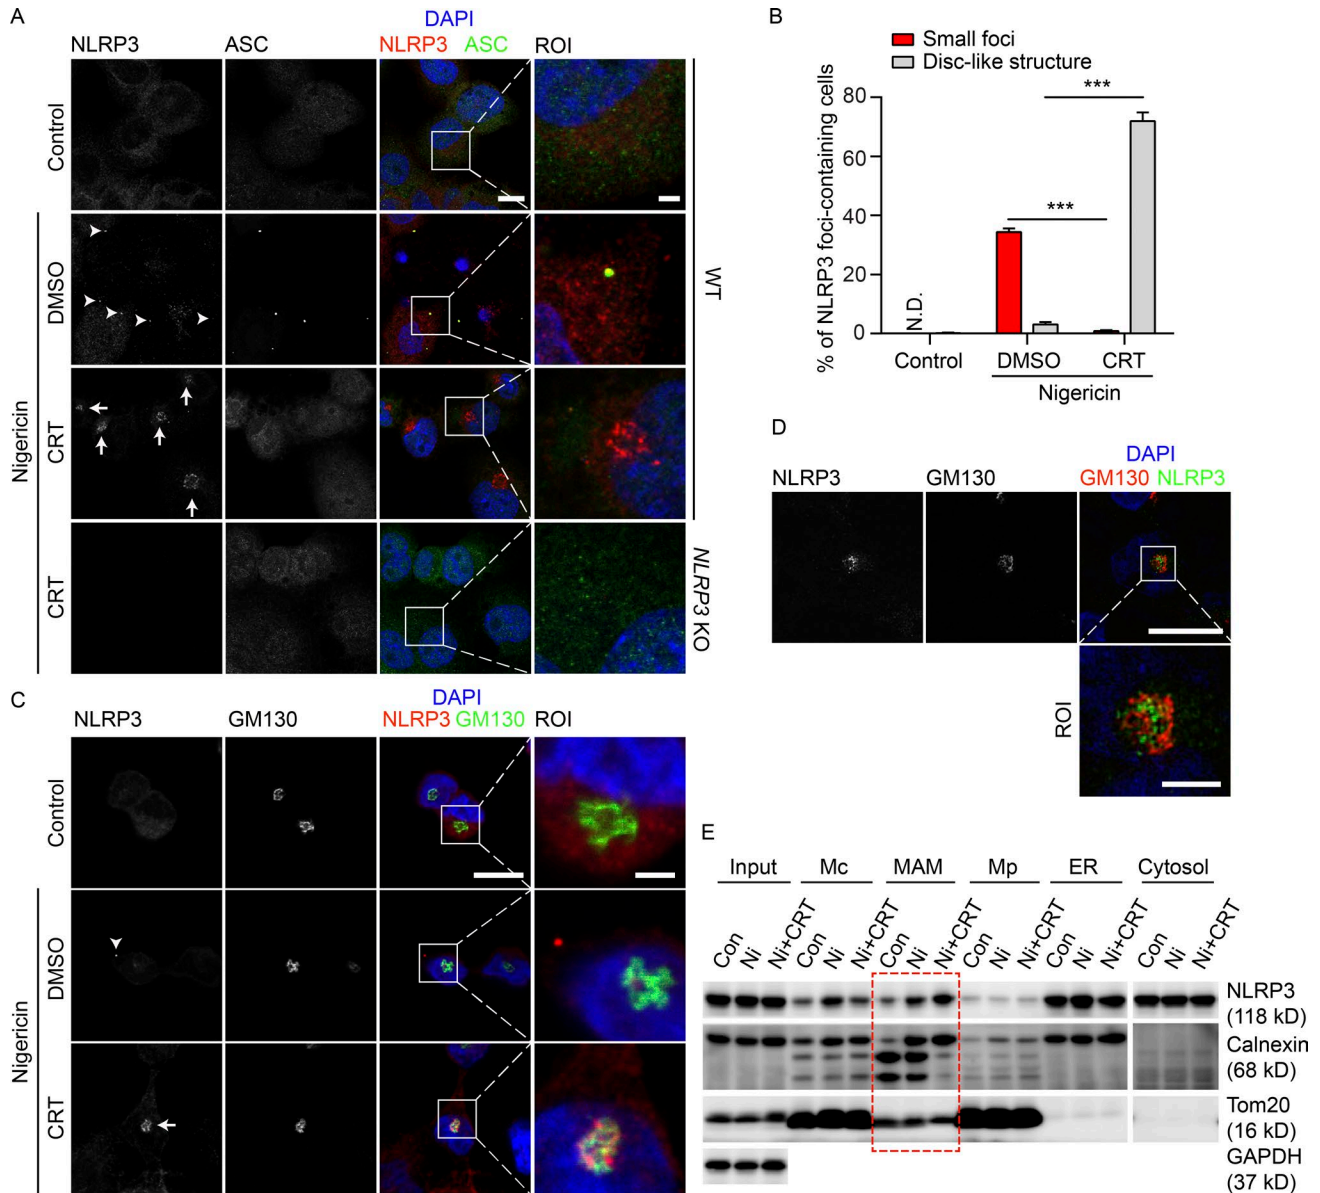 A
DAPI
NLRP3 ASC NLRP3 ASC ROI
Control
DMSO
CRT
CRT
Nigericin
WT
NLRP3 KO
B
Small foci
Disc-like structure
% of NLRP3 foci-containing cells
80
60
40
20
0
N.D.
***
***
Control DMSO CRT
Nigericin
C
DAPI
NLRP3 GM130 NLRP3 GM130 ROI
Control
DMSO
CRT
Nigericin
D
DAPI
NLRP3 GM130 GM130 NLRP3
ROI
E
Input Mc MAM Mp ER Cytosol
Con Ni Ni+CRT Con Ni Ni+CRT Con Ni Ni+CRT Con Ni Ni+CRT Con Ni Ni+CRT Con Ni Ni+CRT
NLRP3
(118 kD)
Calnexin
(68 kD)
Tom20
(16 kD)
GAPDH
(37 kD)